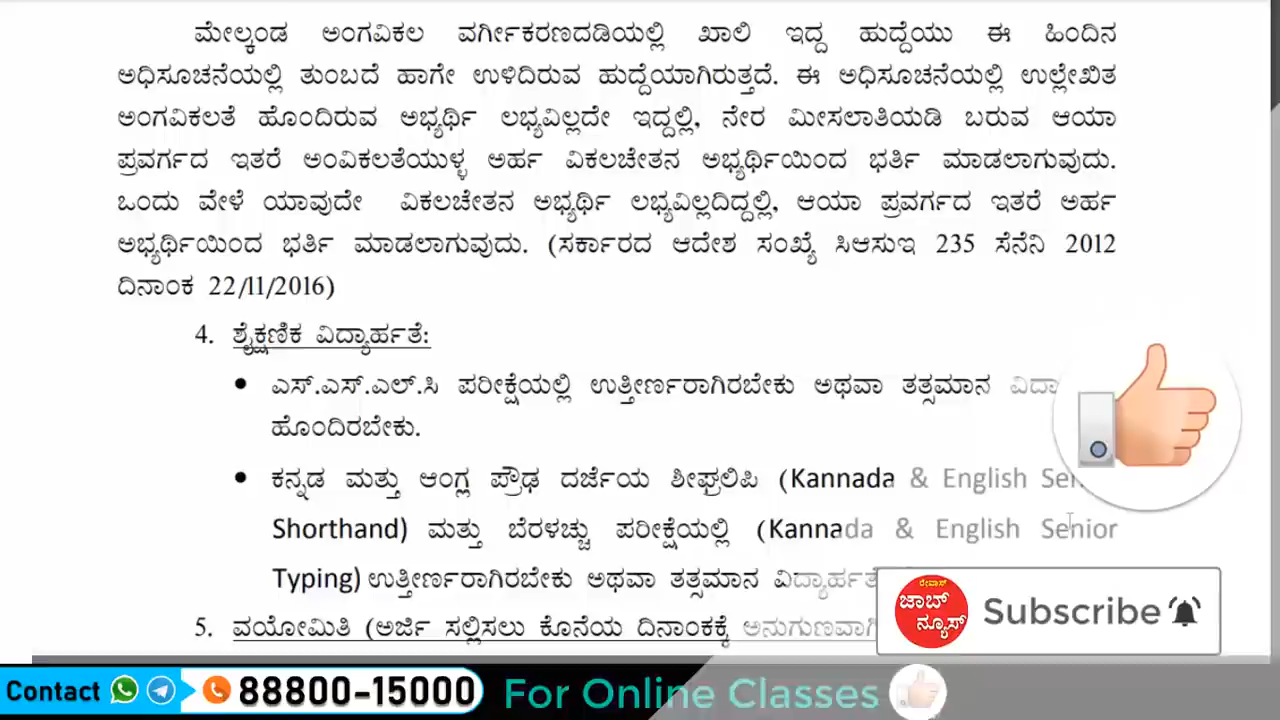 ಮೇಲ್ಕಂಡ ಅಂಗವಿಕಲ ವರ್ಗೀಕರಣದಡಿಯಲ್ಲಿ ಖಾಲಿ ಇದ್ದ ಹುದ್ದೆಯು ಈ ಹಿಂದಿನ
ಅಧಿಸೂಚನೆಯಲ್ಲಿ ತುಂಬದೆ ಹಾಗೇ ಉಳಿದಿರುವ ಹುದ್ದೆಯಾಗಿರುತ್ತದೆ. ಈ ಅಧಿಸೂಚನೆಯಲ್ಲಿ ಉಲ್ಲೇಖಿತ
ಅಂಗವಿಕಲತೆ ಹೊಂದಿರುವ ಅಭ್ಯರ್ಥಿ ಲಭ್ಯವಿಲ್ಲದೇ ಇದ್ದಲ್ಲಿ, ನೇರ ಮೀಸಲಾತಿಯಡಿ ಬರುವ ಆಯಾ
ಪ್ರವರ್ಗದ ಇತರೆ ಅಂವಿಕಲತೆಯುಳ್ಳ ಅರ್ಹ ವಿಕಲಚೇತನ ಅಭ್ಯರ್ಥಿಯಿಂದ ಭರ್ತಿ ಮಾಡಲಾಗುವುದು.
ಒಂದು ವೇಳೆ ಯಾವುದೇ ವಿಕಲಚೇತನ ಅಭ್ಯರ್ಥಿ ಲಭ್ಯವಿಲ್ಲದಿದ್ದಲ್ಲಿ, ಆಯಾ ಪ್ರವರ್ಗದ ಇತರೆ ಅರ್ಹ
ಅಭ್ಯರ್ಥಿಯಿಂದ ಭರ್ತಿ ಮಾಡಲಾಗುವುದು. (ಸರ್ಕಾರದ ಆದೇಶ ಸಂಖ್ಯೆ ಸಿಆಸುಇ 235 ಸೆನೆನಿ 2012
ದಿನಾಂಕ 22/11/2016)
4. ಶೈಕ್ಷಣಿಕ ವಿದ್ಯಾರ್ಹತೆ:
• ಎಸ್.ಎಸ್.ಎಲ್.ಸಿ ಪರೀಕ್ಷೆಯಲ್ಲಿ ಉತ್ತೀರ್ಣರಾಗಿರಬೇಕು ಅಥವಾ ತತ್ಸಮಾನ
ಹೊಂದಿರಬೇಕು.
• ಕನ್ನಡ ಮತ್ತು ಆಂಗ್ಲ ಪ್ರೌಢ ದರ್ಜೆಯ ಶೀಘ್ರಲಿಪಿ (Kannada & English
Shorthand) ಮತ್ತು ಬೆರಳಚ್ಚು ಪರೀಕ್ಷೆಯಲ್ಲಿ (Kannada & English Senior
Typing) ಉತ್ತೀರ್ಣರಾಗಿರಬೇಕು ಅಥವಾ ತತ್ಸಮಾನ ವಿದ್ಯಾರ್ಹತೆ
5. ವಯೋಮಿತಿ (ಅರ್ಜಿ ಸಲ್ಲಿಸಲು ಕೊನೆಯ ದಿನಾಂಕಕ್ಕೆ
ರೇವಾಸ್
ಜಾಬ್
ನ್ಯೂಸ್
Subscribe
Contact 88800-15000 For Online Classes